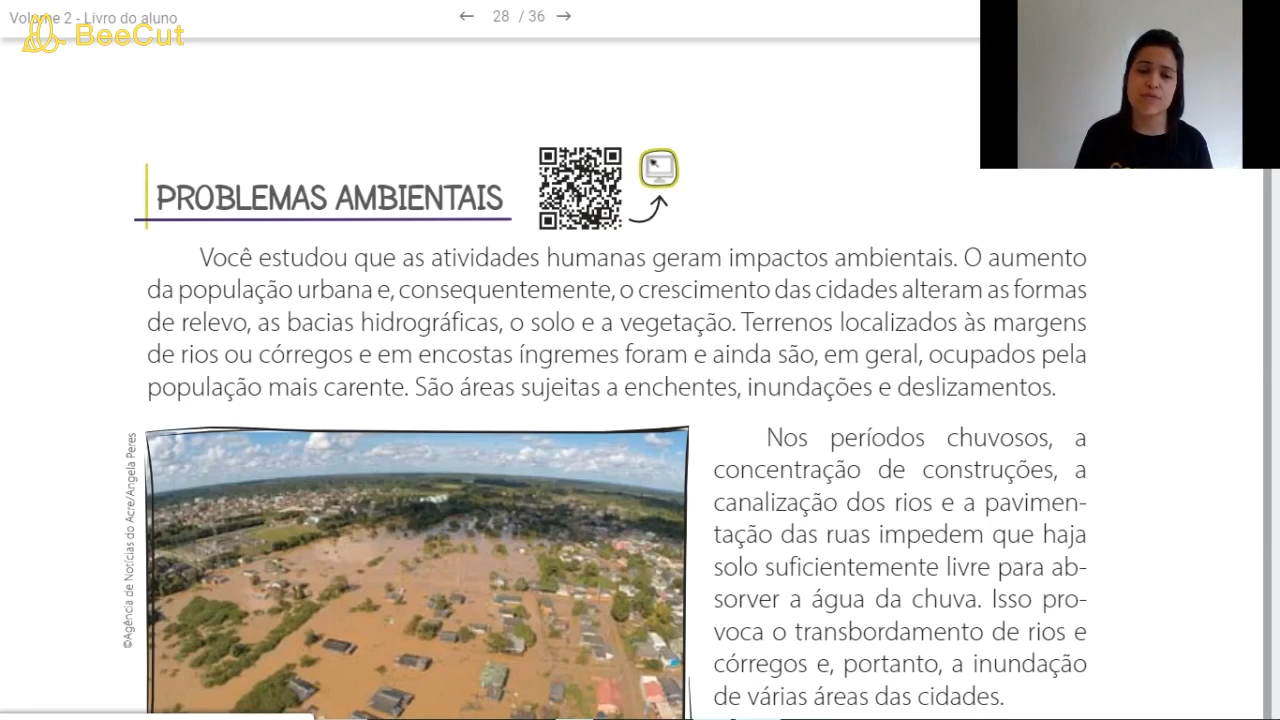 Volume 2 - Livro do aluno
28 / 36
BeeCut
PROBLEMAS AMBIENTAIS
Você estudou que as atividades humanas geram impactos ambientais. O aumento
da população urbana e, consequentemente, o crescimento das cidades alteram as formas
de relevo, as bacias hidrográficas, o solo e a vegetação. Terrenos localizados às margens
de rios ou córregos e em encostas íngremes foram e ainda são, em geral, ocupados pela
população mais carente. São áreas sujeitas a enchentes, inundações e deslizamentos.
©Agência de Notícias do Acre/Angela Peres
Nos períodos chuvosos, a
concentração de construções, a
canalização dos rios e a pavimen-
tação das ruas impedem que haja
solo suficientemente livre para ab-
sorver a água da chuva. Isso pro-
voca o transbordamento de rios e
córregos e, portanto, a inundação
de várias áreas das cidades.